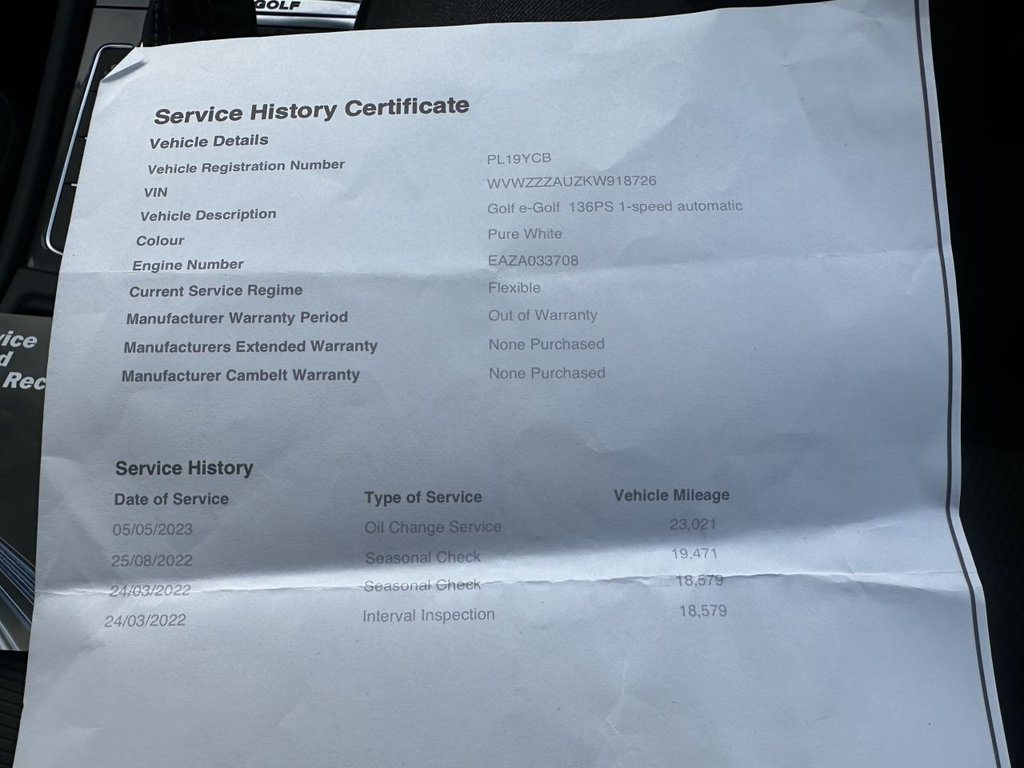 GOLF
Service History Certificate
Vehicle Details
Vehicle Registration Number PL19YCB
VIN WVWZZZAUZKW918726
Vehicle Description Golf e-Golf 136PS 1-speed automatic
Colour Pure White
Engine Number EAZA033708
Current Service Regime Flexible
Manufacturer Warranty Period Out of Warranty
Manufacturers Extended Warranty None Purchased
Manufacturer Cambelt Warranty None Purchased
Service History
Date of Service Type of Service Vehicle Mileage
05/05/2023 Oil Change Service 23,021
25/08/2022 Seasonal Check 19,471
24/03/2022 Seasonal Check 18,579
24/03/2022 Interval Inspection 18,579